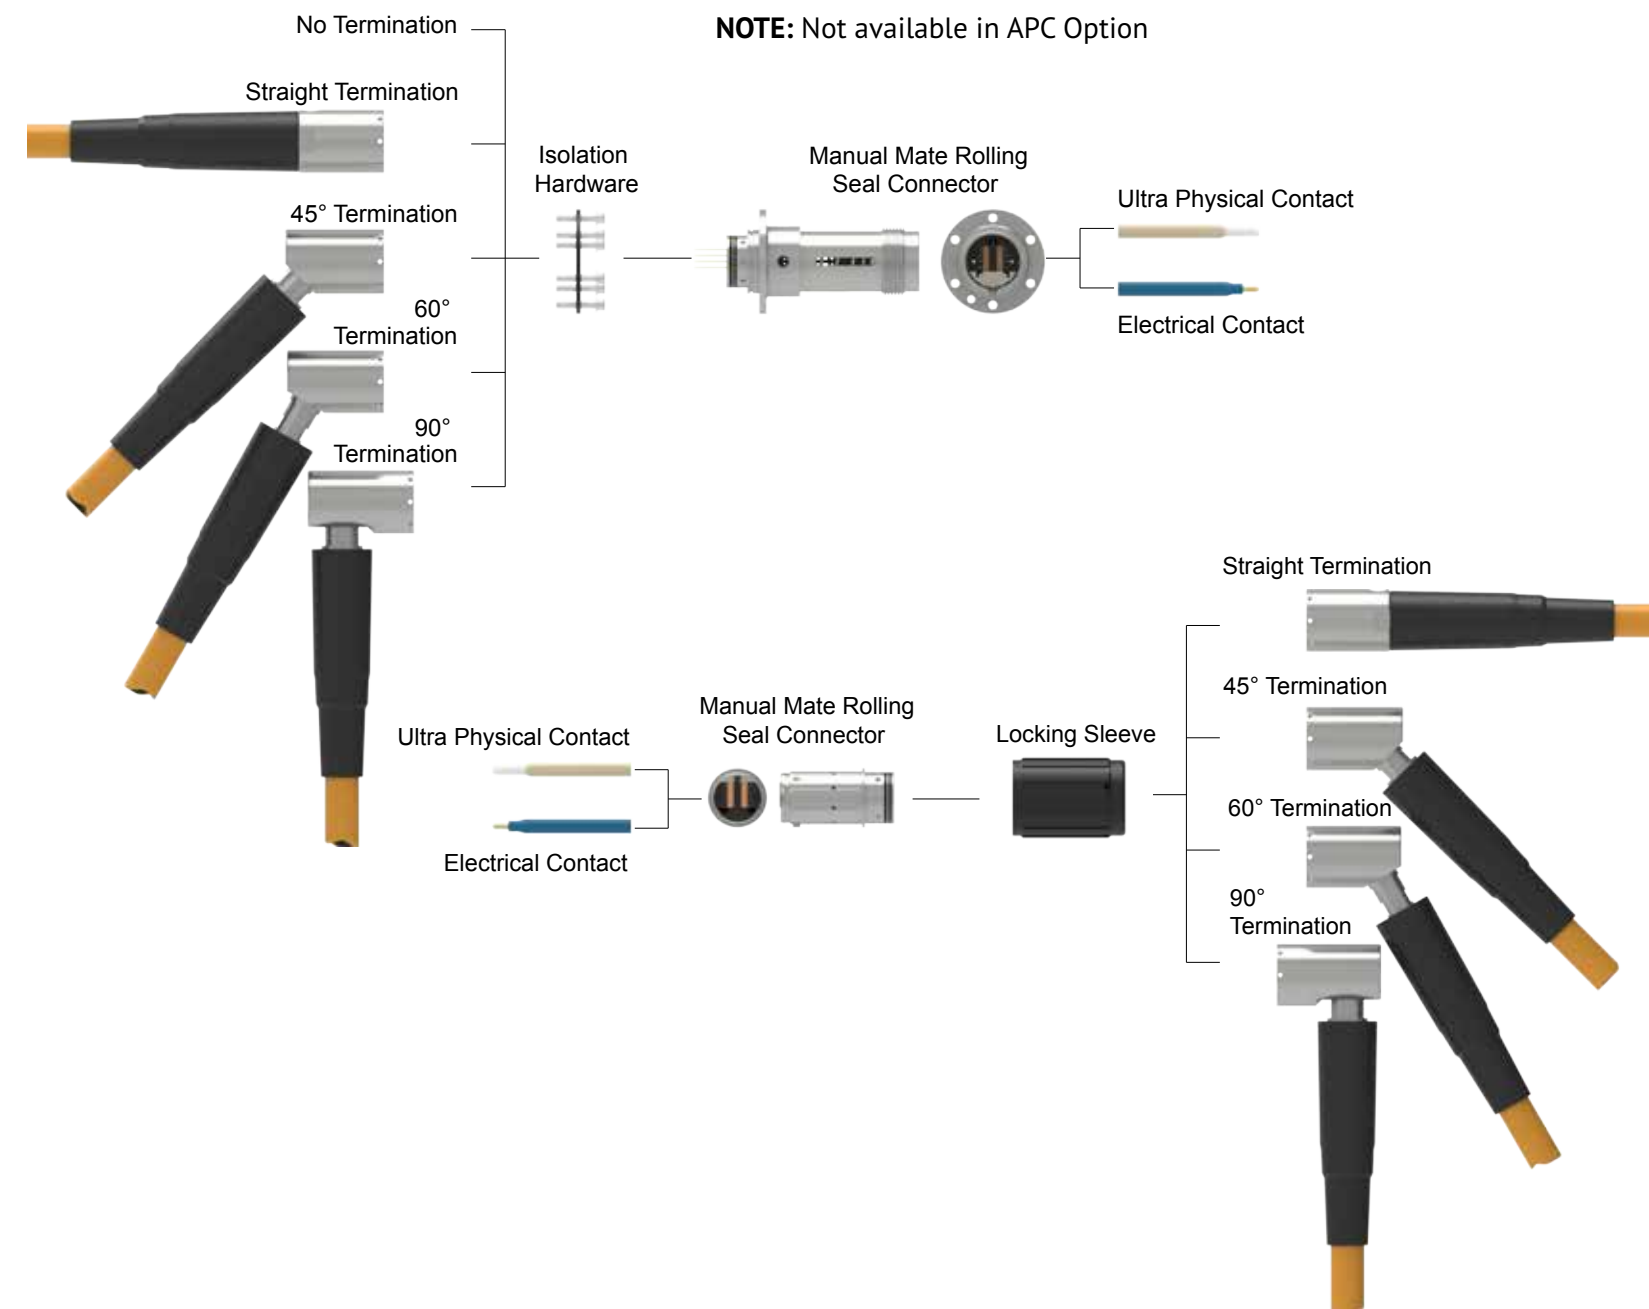 No Termination
NOTE: Not available in APC Option
Straight Termination
Isolation
Hardware
Manual Mate Rolling
Seal Connector
Ultra Physical Contact
45° Termination
60°
Termination
Electrical Contact
90°
Termination
Straight Termination
45° Termination
Manual Mate Rolling
Seal Connector
Ultra Physical Contact
Locking Sleeve
60° Termination
Electrical Contact
90°
Termination